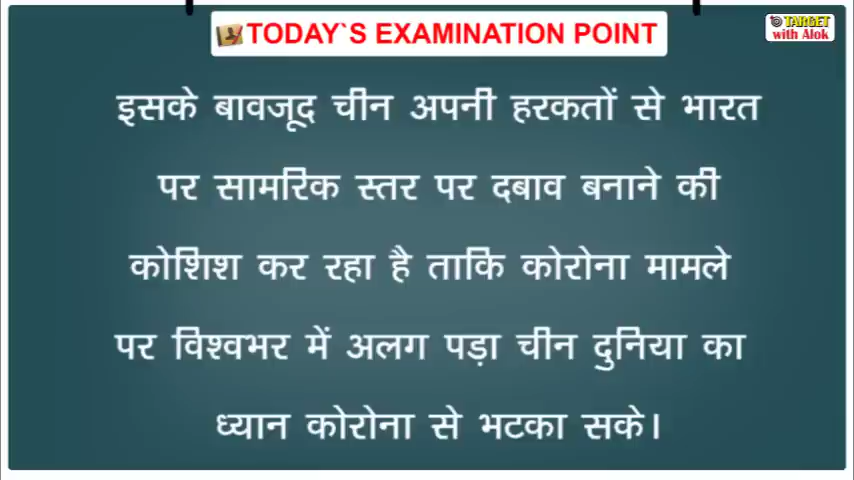 TODAY`S EXAMINATION POINT
TARGET
with Alok
इसके बावजूद चीन अपनी हरकतों से भारत
पर सामरिक स्तर पर दबाव बनाने की
कोशिश कर रहा है ताकि कोरोना मामले
पर विश्वभर में अलग पड़ा चीन दुनिया का
ध्यान कोरोना से भटका सके।